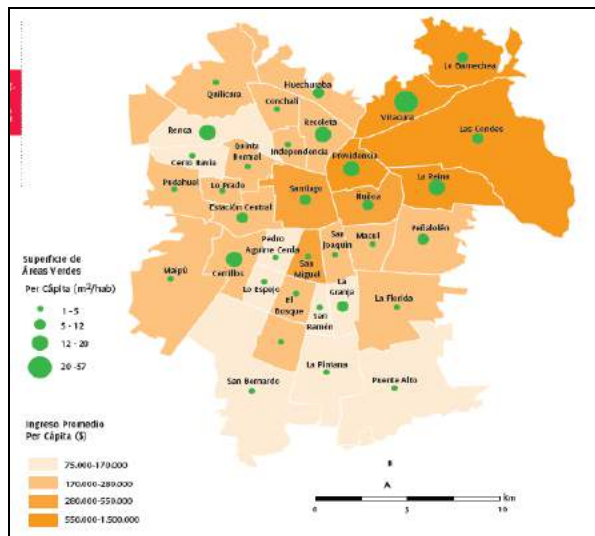 Lo Barnechea
Quilicura
Huechuraba
Conchali
Vitacura
Renca
Recoleta
Las Condes
Quinta
Normal
Independencia
Providencia
Cerro Navia
Pudahuel
Lo Prado
Santiago
La Reina
Ñuñoa
Estación Central
Pedro
Aguirre Cerda
San
Joaquin
Macul
Peñalolén
Maipú
Cerrillos
San
Miguel
La
Granja
Lo Espejo
El
Bosque
San
Ramón
La Florida
San Bernardo
La Pintana
Puente Alto
Superficie de
Áreas Verdes
Per Cápita (m²/hab)
1 - 5
5 - 12
12 - 20
20 -57
Ingreso Promedio
Per Cápita ($)
75.000-170.000
170.000-280.000
280.000-550.000
550.000-1.500.000
A
0 5 10 km